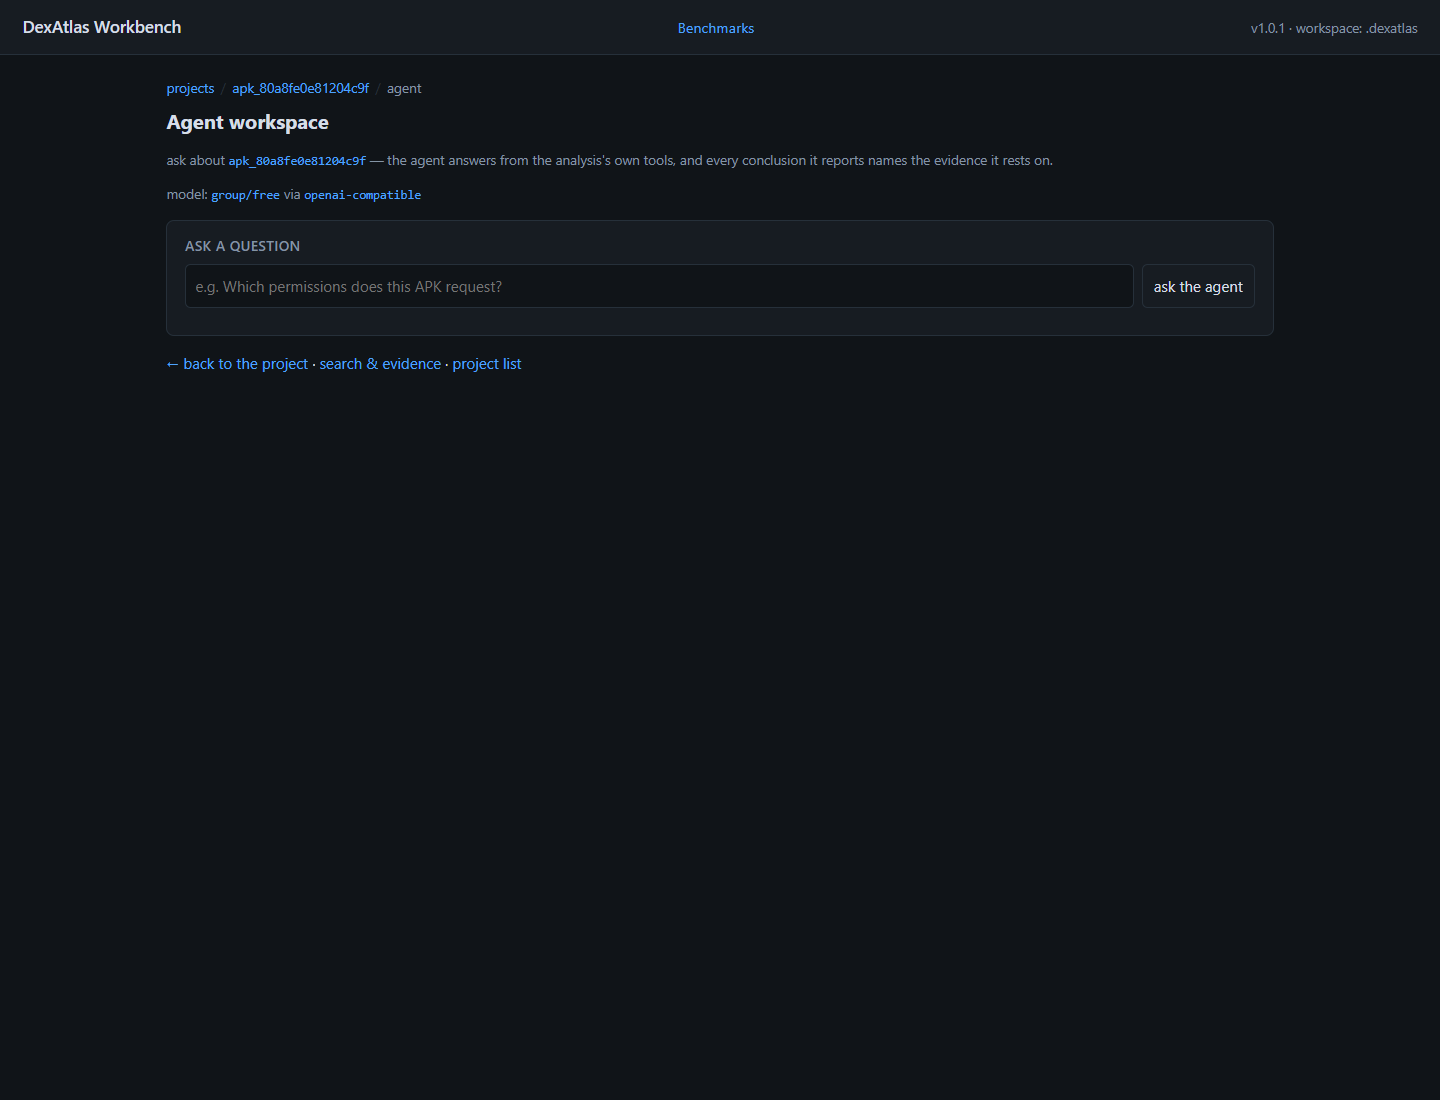 DexAtlas Workbench
Benchmarks
v1.0.1 · workspace: .dexatlas
projects / apk_80a8fe0e81204c9f / agent
Agent workspace
ask about apk_80a8fe0e81204c9f — the agent answers from the analysis's own tools, and every conclusion it reports names the evidence it rests on.
model: group/free via openai-compatible
ASK A QUESTION
e.g. Which permissions does this APK request?
ask the agent
← back to the project · search & evidence · project list